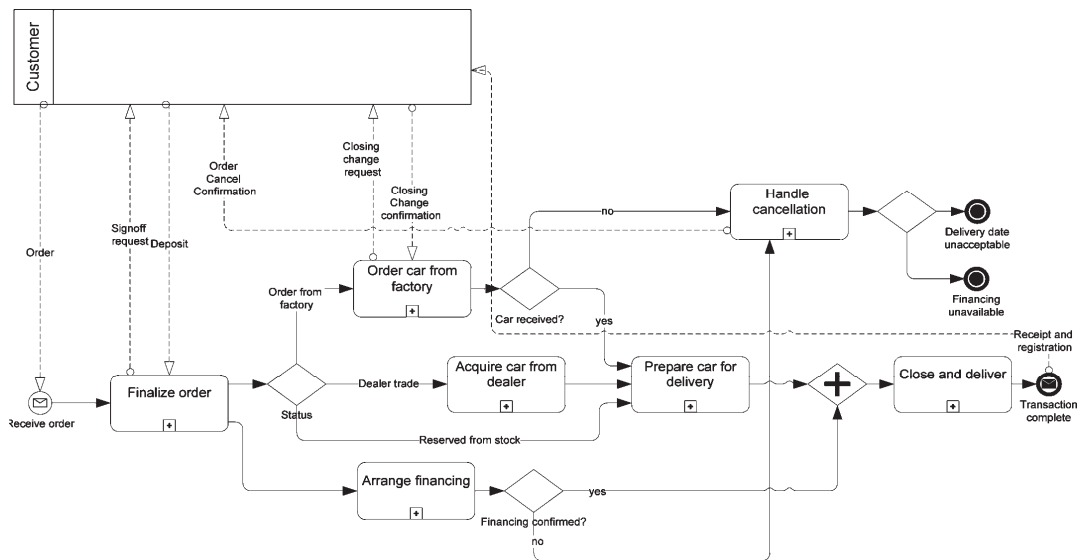 Customer
Order
Signoff
request
Deposit
Order
Cancel
Confirmation
Closing
change
request
Closing
Change
confirmation
Handle
cancellation
no
Delivery date
unacceptable
Financing
unavailable
Order from
factory
Order car from
factory
Car received?
yes
Receipt and
registration
Receive order
Finalize order
Status
Dealer trade
Acquire car from
dealer
Prepare car for
delivery
Close and deliver
Transaction
complete
Reserved from stock
Arrange financing
Financing confirmed?
yes
no